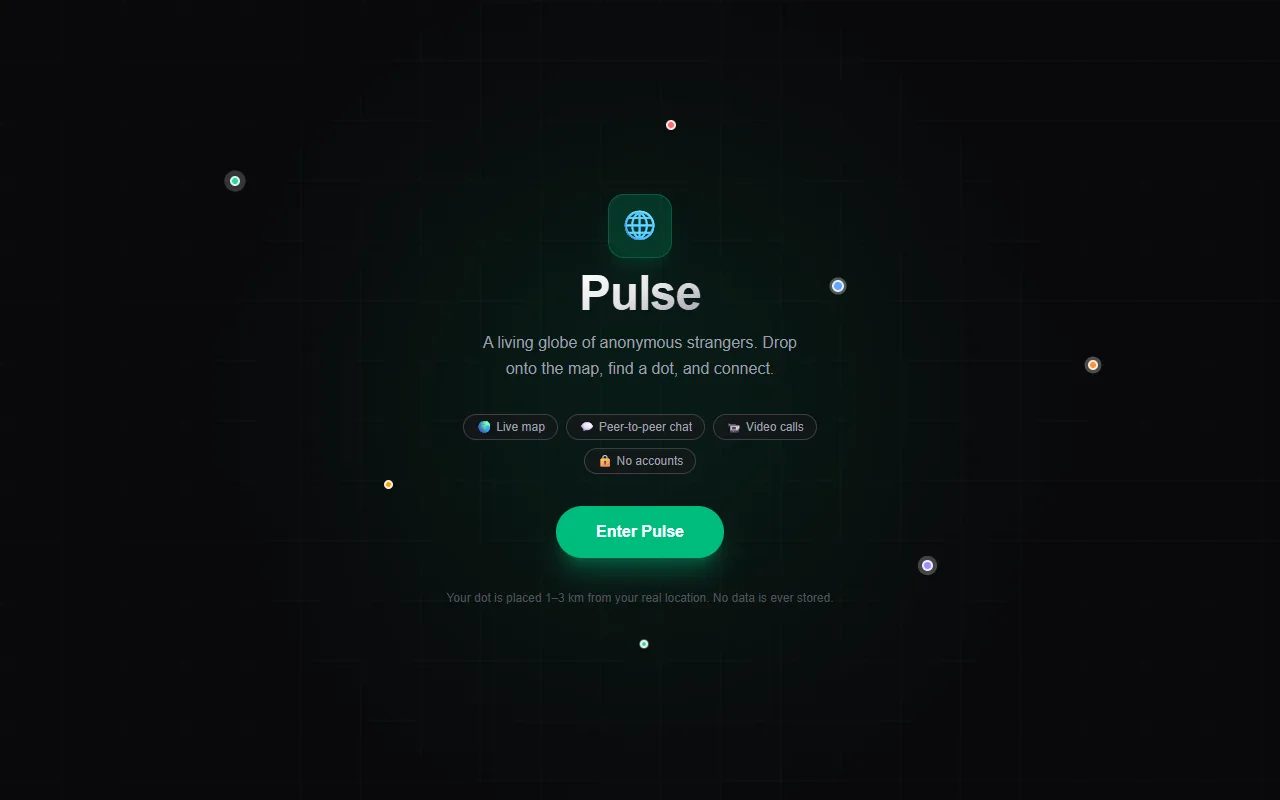 Pulse
A living globe of anonymous strangers. Drop
onto the map, find a dot, and connect.
Live map
Peer-to-peer chat
Video calls
No accounts
Enter Pulse
Your dot is placed 1–3 km from your real location. No data is ever stored.